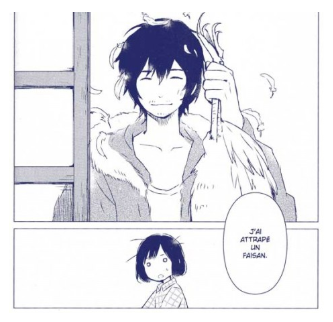 J'AI
ATTRAPÉ
UN
FAISAN.